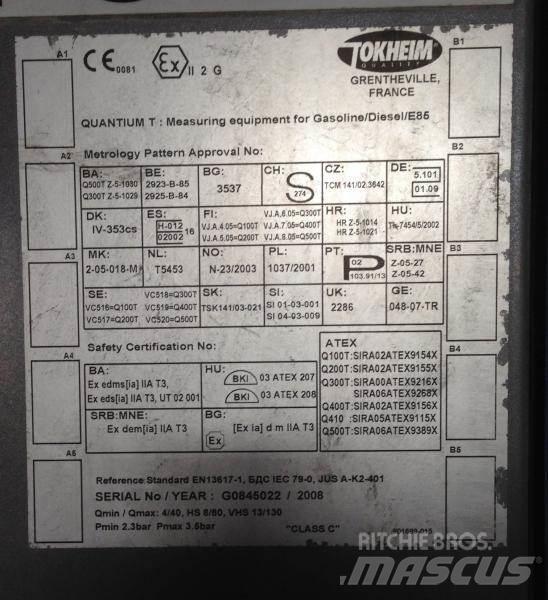 A1
CE 0081
Ex II 2 G
TOKHEIM
QUALITY
GRENTHEVILLE,
FRANCE
B1
QUANTIUM T : Measuring equipment for Gasoline/Diesel/E85
A2
Metrology Pattern Approval No:
B2
BA:
Q500T Z-5-1030
Q300T Z-5-1029
BE:
2923-B-85
2925-B-84
BG:
3537
CH:
S
274
CZ:
TCM 141/02.3642
DE:
5.101
01.09
DK:
IV-353cs
ES:
H-012
02002
16
FI:
VJ.A.4.05=Q100T
VJ.A.5.05=Q200T
VJ.A.6.05=Q300T
VJ.A.7.05=Q400T
VJ.A.8.05=Q500T
HR:
HR Z-5-1014
HR Z-5-1021
HU:
Th-7454/5/2002
A3
B3
MK:
2-05-018-M
NL:
T5453
NO:
N-23/2003
PL:
1037/2001
PT:
P
02
103.91/13
SRB:MNE
Z-05-27
Z-05-42
SE:
VC516=Q100T
VC517=Q200T
VC518=Q300T
VC519=Q400T
VC520=Q500T
SK:
TSK141/03-021
SI:
SI 01-03-001
SI 04-03-009
UK:
2286
GE:
048-07-TR
A4
B4
Safety Certification No:
BA:
Ex edms[ia] IIA T3,
Ex eds[ia] IIA T3, UT 02 001
HU:
BKI 03 ATEX 207
BKI 03 ATEX 208
SRB:MNE:
Ex dem[ia] IIA T3
BG:
Ex
[Ex ia] d m IIA T3
ATEX
Q100T:SIRA02ATEX9154X
Q200T:SIRA02ATEX9155X
Q300T:SIRA00ATEX9216X
SIRA06ATEX9268X
Q400T:SIRA02ATEX9156X
Q410 :SIRA05ATEX9115X
Q500T:SIRA06ATEX9389X
A5
B5
Reference Standard EN13617-1, БДС IEC 79-0, JUS A-K2-401
SERIAL No / YEAR : G0845022 / 2008
Qmin / Qmax: 4/40, HS 8/80, VHS 13/130
Pmin 2.3bar Pmax 3.5bar
"CLASS C"
RITCHIE BROS.
MASCUS